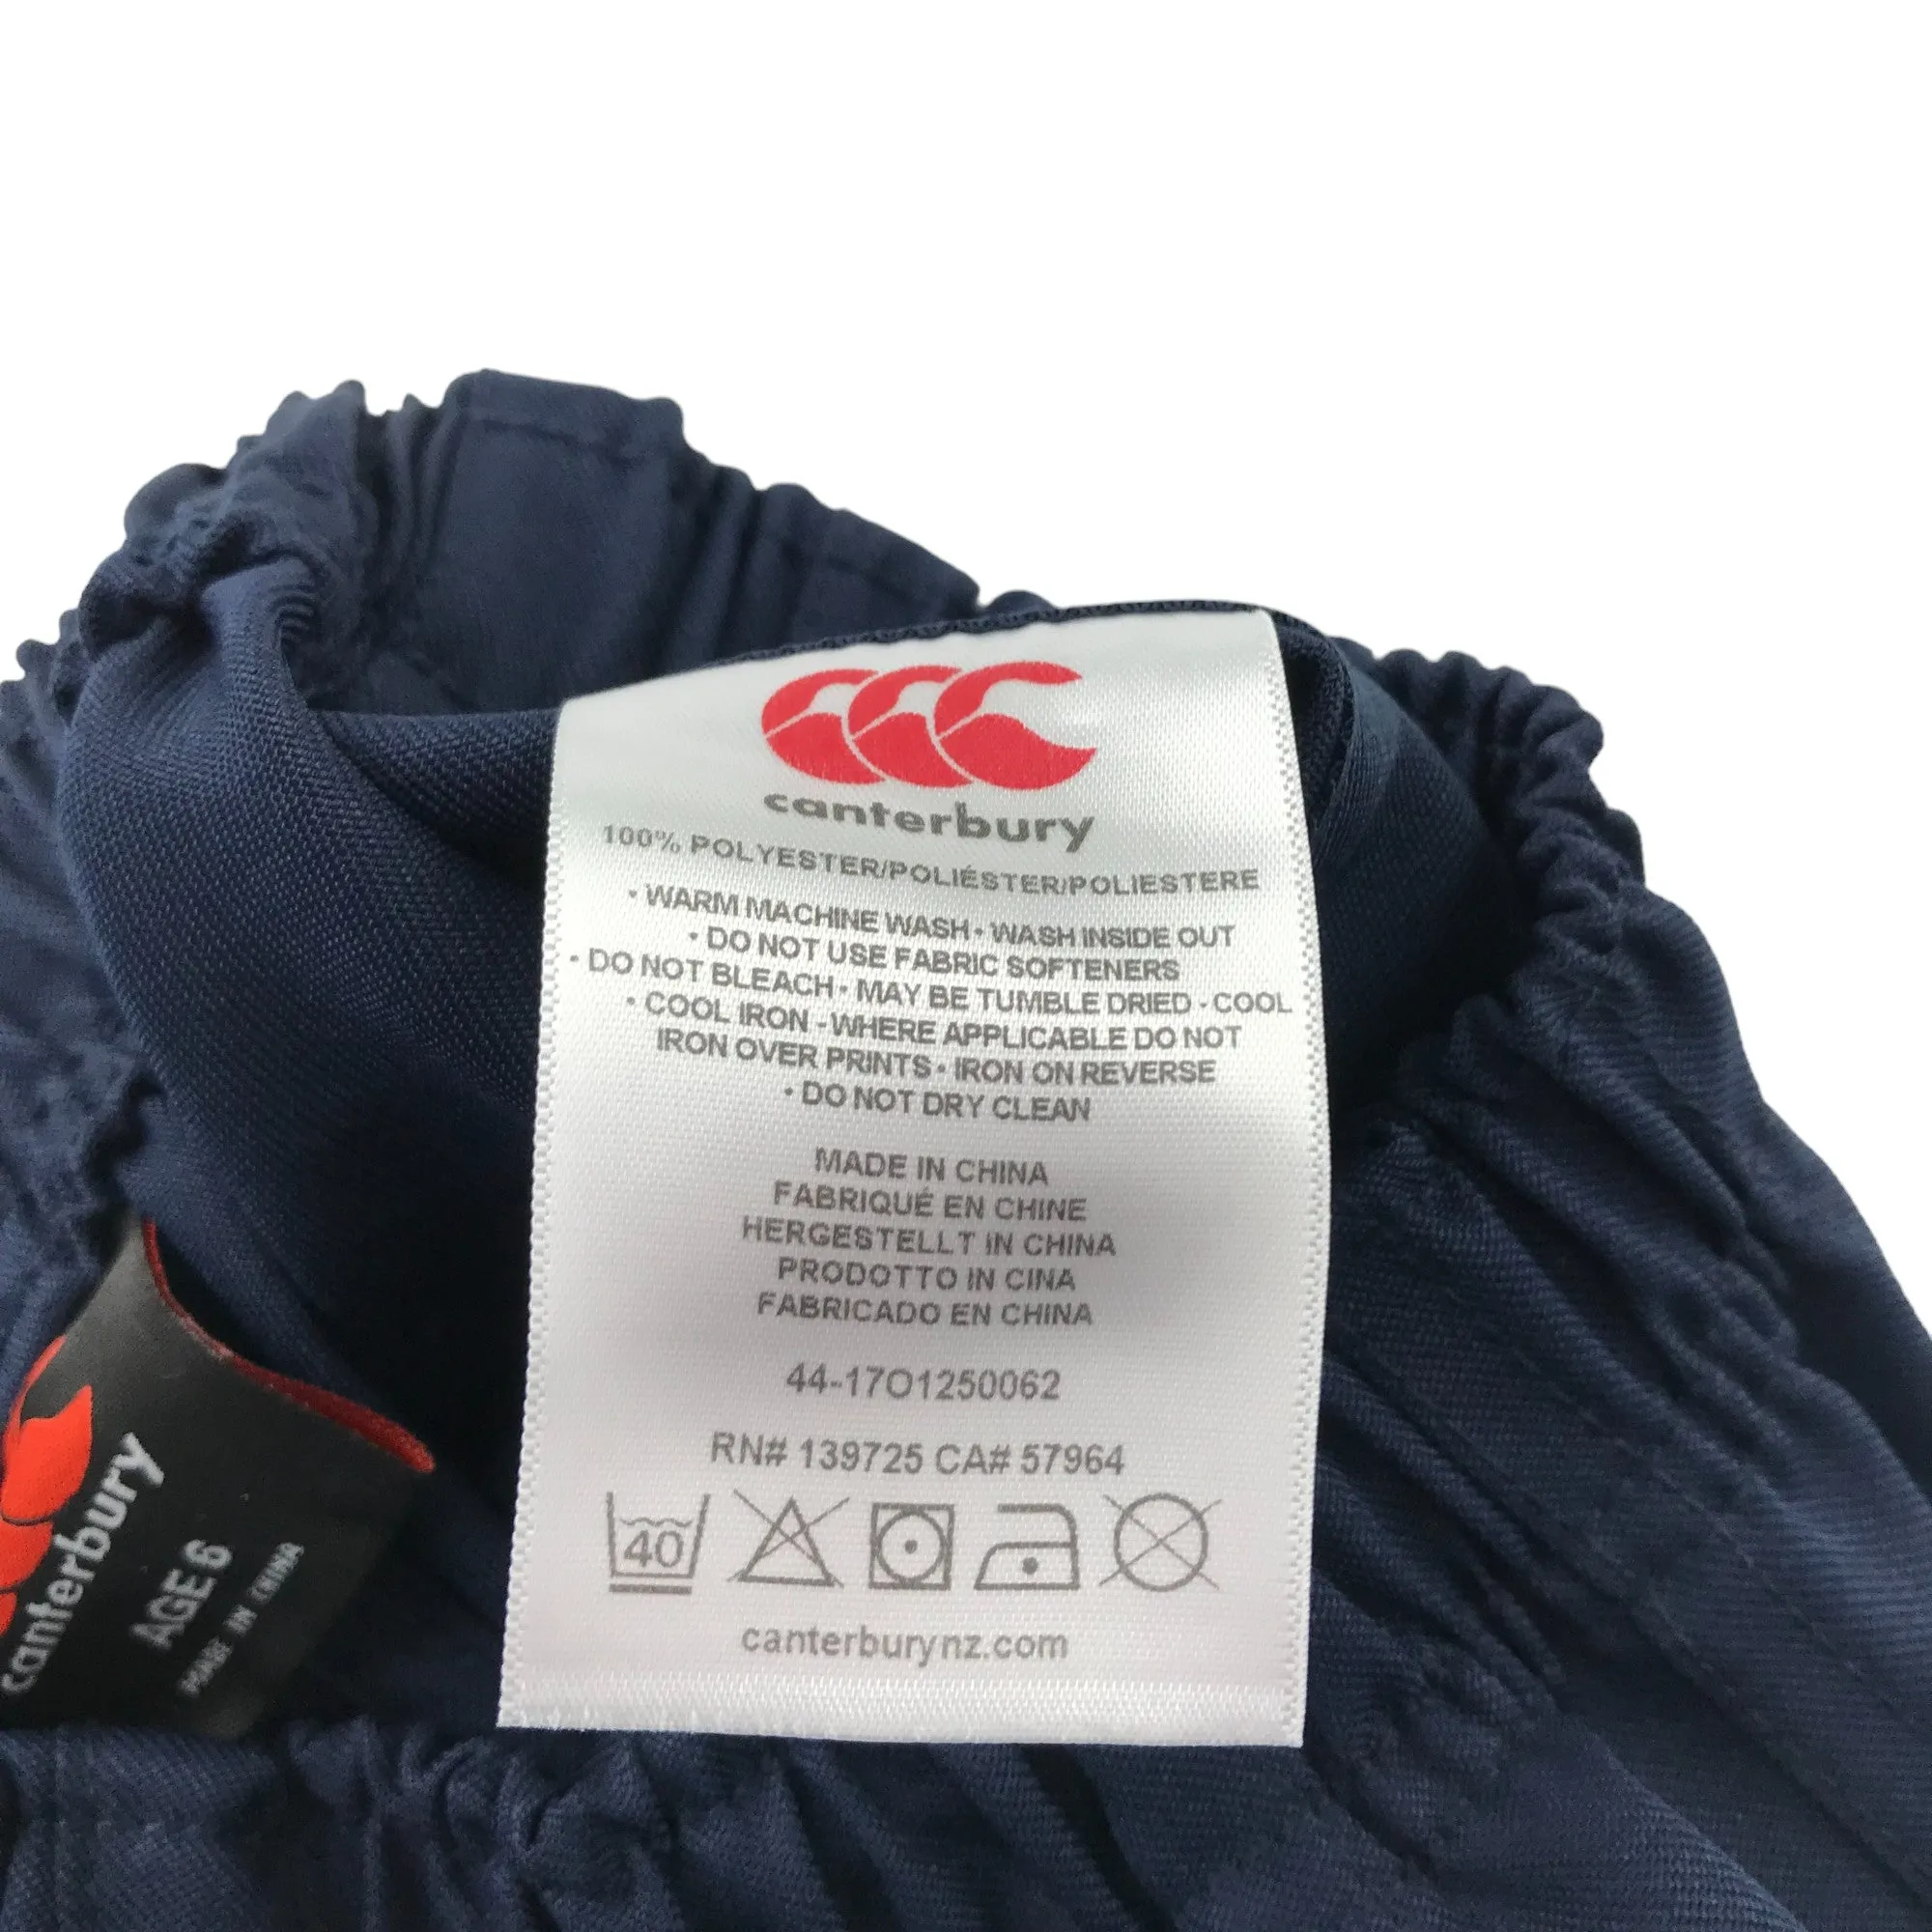 canterbury
100% POLYESTER/POLIÉSTER/POLIESTERE
• WARM MACHINE WASH • WASH INSIDE OUT
• DO NOT USE FABRIC SOFTENERS
• DO NOT BLEACH • MAY BE TUMBLE DRIED - COOL
• COOL IRON - WHERE APPLICABLE DO NOT
IRON OVER PRINTS • IRON ON REVERSE
• DO NOT DRY CLEAN
MADE IN CHINA
FABRIQUÉ EN CHINE
HERGESTELLT IN CHINA
PRODOTTO IN CINA
FABRICADO EN CHINA
44-17O1250062
RN# 139725 CA# 57964
40
canterburynz.com
canterbury
AGE 6
MADE IN CHINA